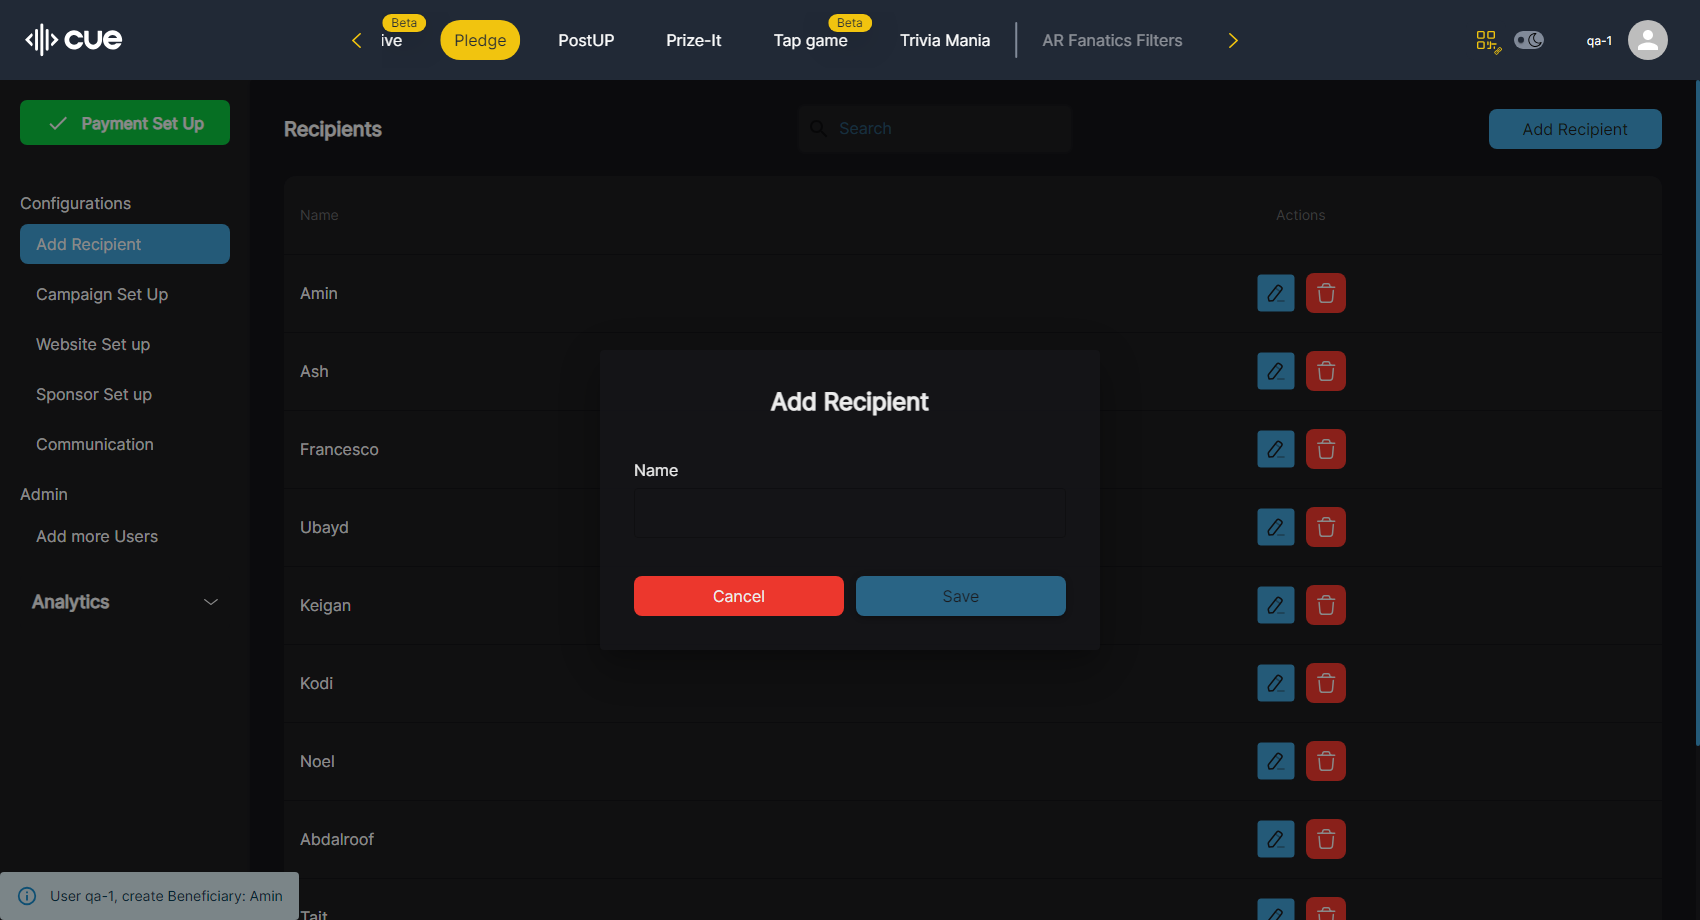 cue
ive
Beta
Pledge
PostUP
Prize-It
Tap game
Beta
Trivia Mania
AR Fanatics Filters
qa-1
Payment Set Up
Configurations
Add Recipient
Campaign Set Up
Website Set up
Sponsor Set up
Communication
Admin
Add more Users
Analytics
Recipients
Search
Add Recipient
Name
Actions
Amin
Ash
Francesco
Ubayd
Keigan
Kodi
Noel
Abdalroof
Tait
Add Recipient
Name
Cancel
Save
User qa-1, create Beneficiary: Amin